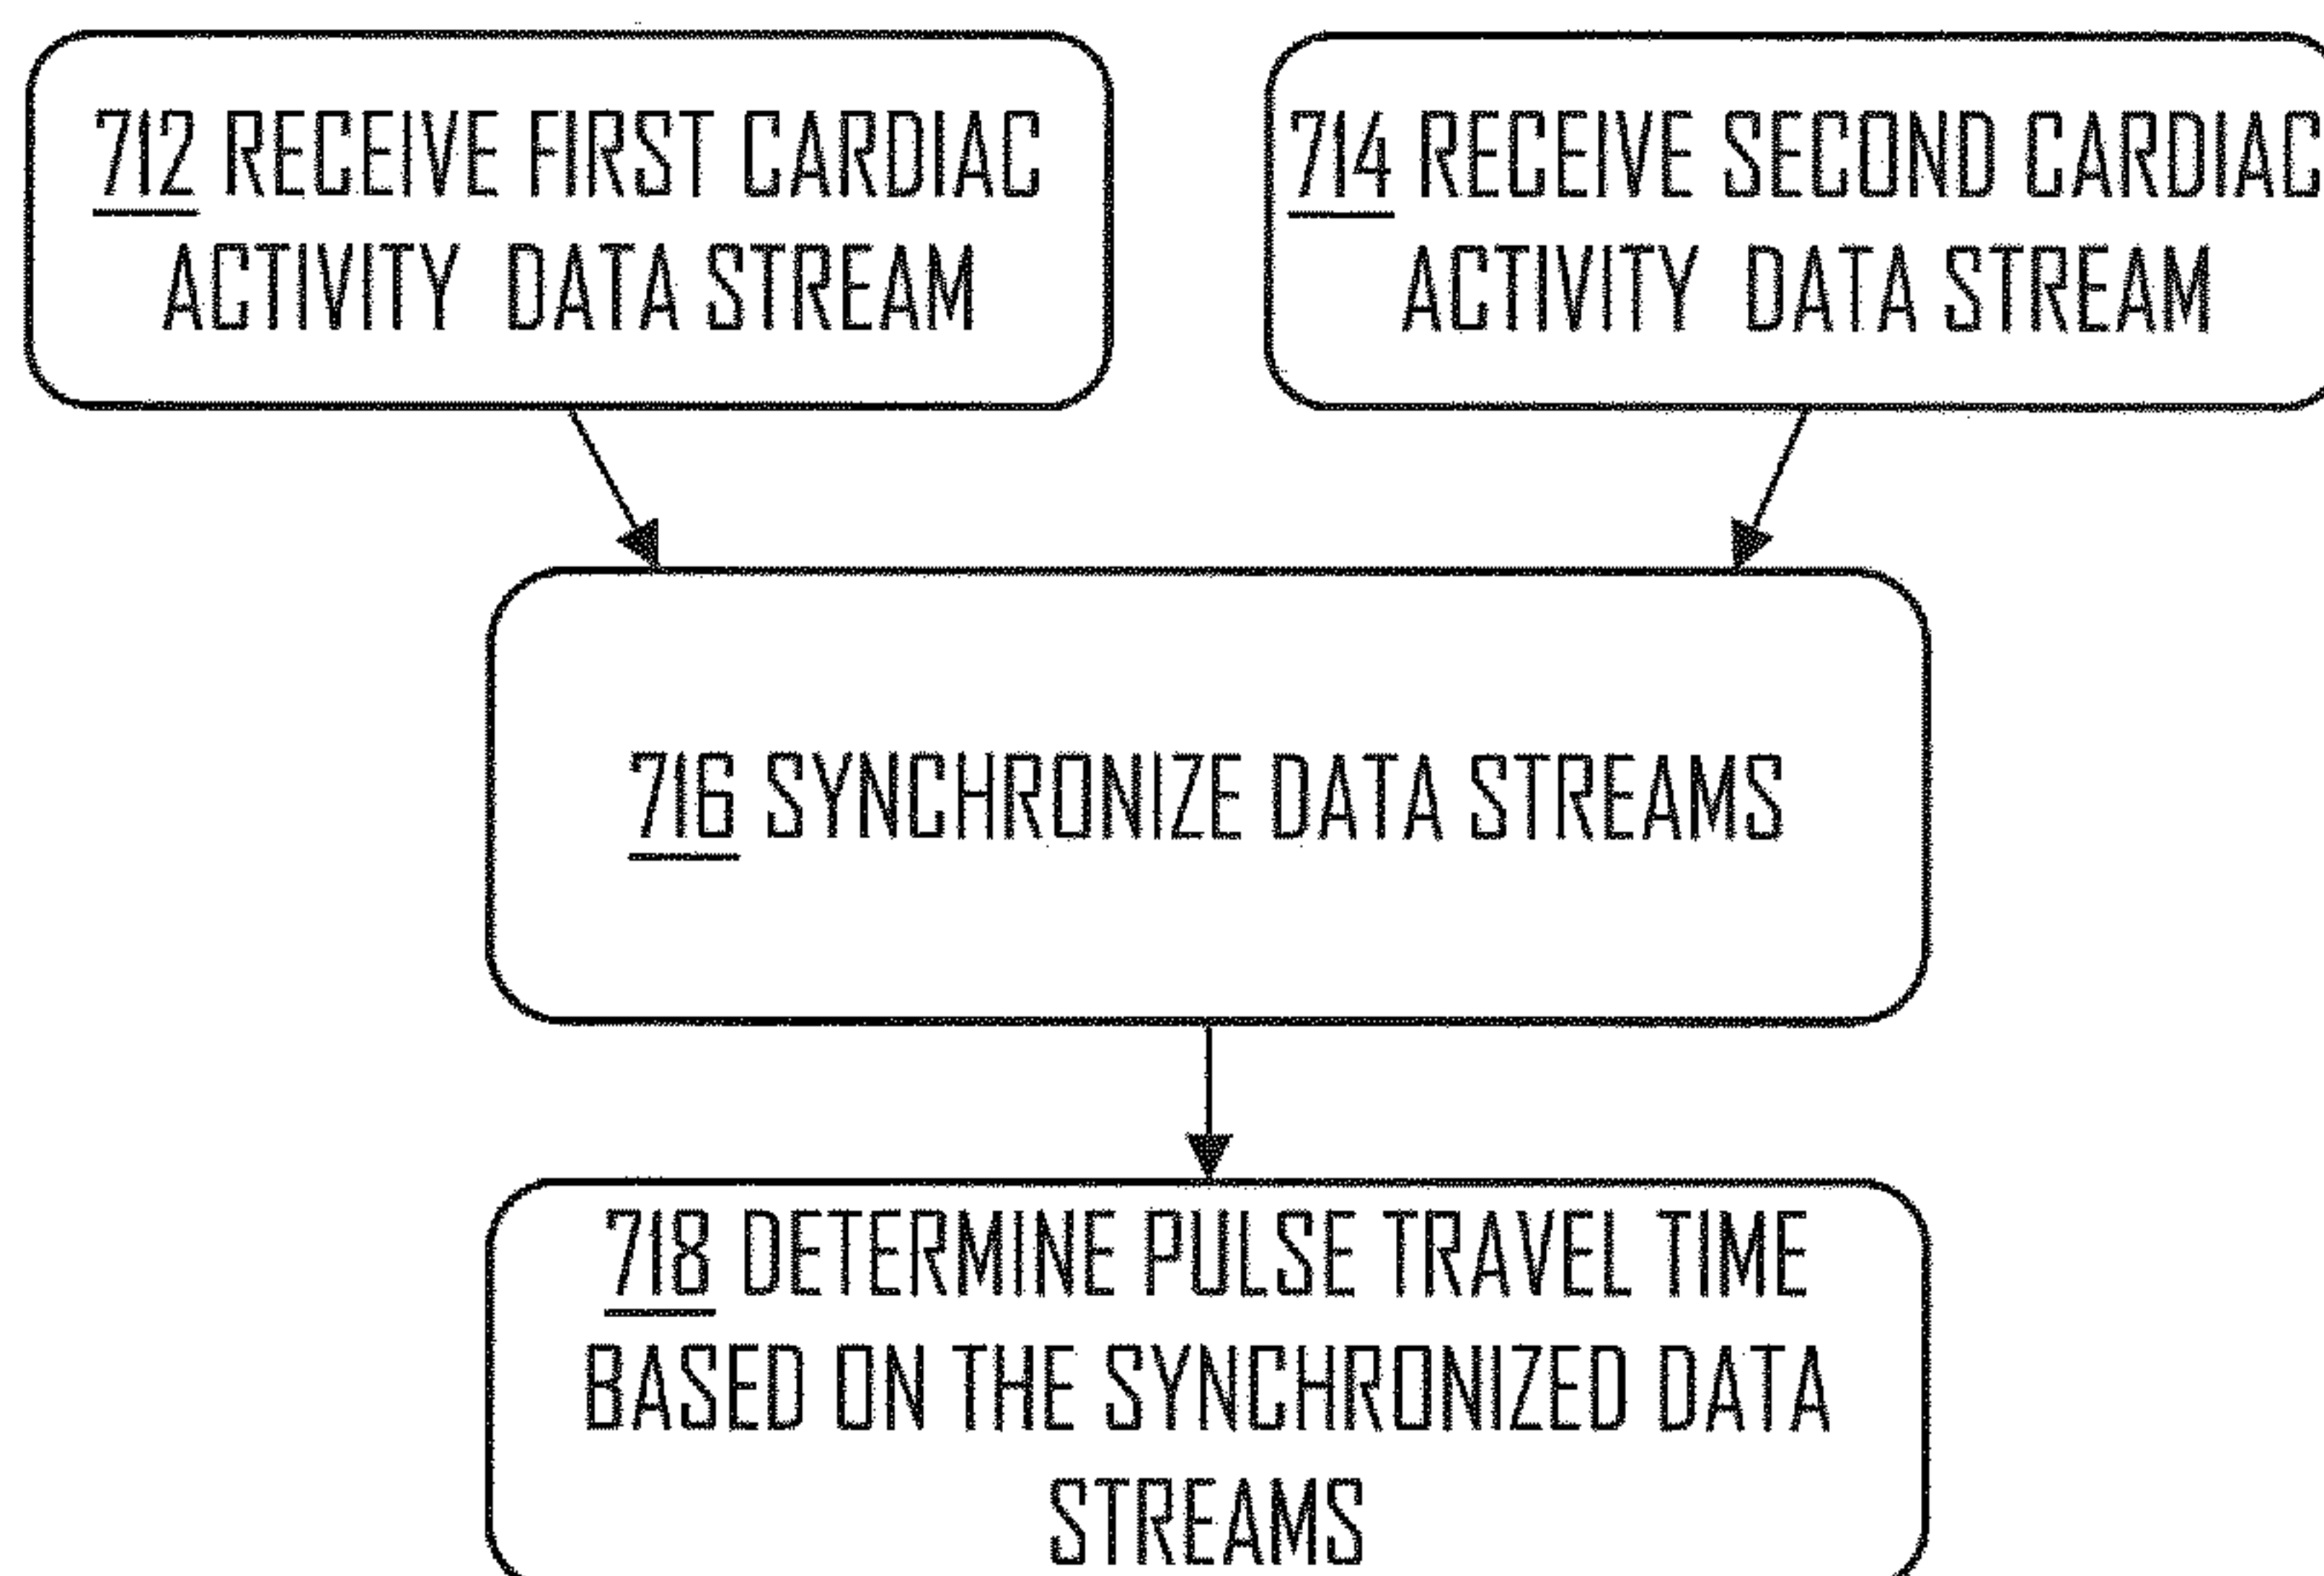 712 RECEIVE FIRST CARDIAC
ACTIVITY DATA STREAM
714 RECEIVE SECOND CARDIAC
ACTIVITY DATA STREAM
716 SYNCHRONIZE DATA STREAMS
718 DETERMINE PULSE TRAVEL TIME
BASED ON THE SYNCHRONIZED DATA
STREAMS